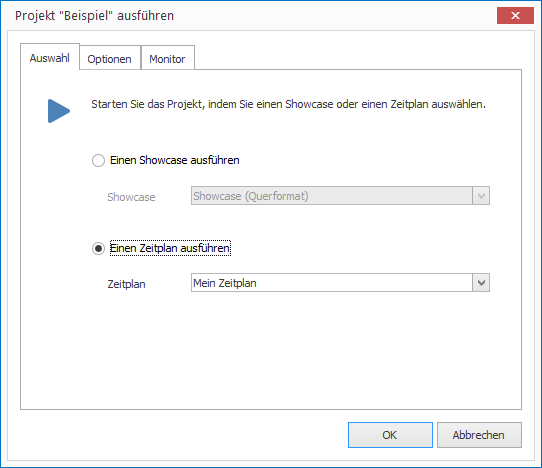 Projekt "Beispiel" ausführen
Auswahl
Optionen
Monitor
Starten Sie das Projekt, indem Sie einen Showcase oder einen Zeitplan auswählen.
Einen Showcase ausführen
Showcase
Showcase (Querformat)
Einen Zeitplan ausführen
Zeitplan
Mein Zeitplan
OK
Abbrechen